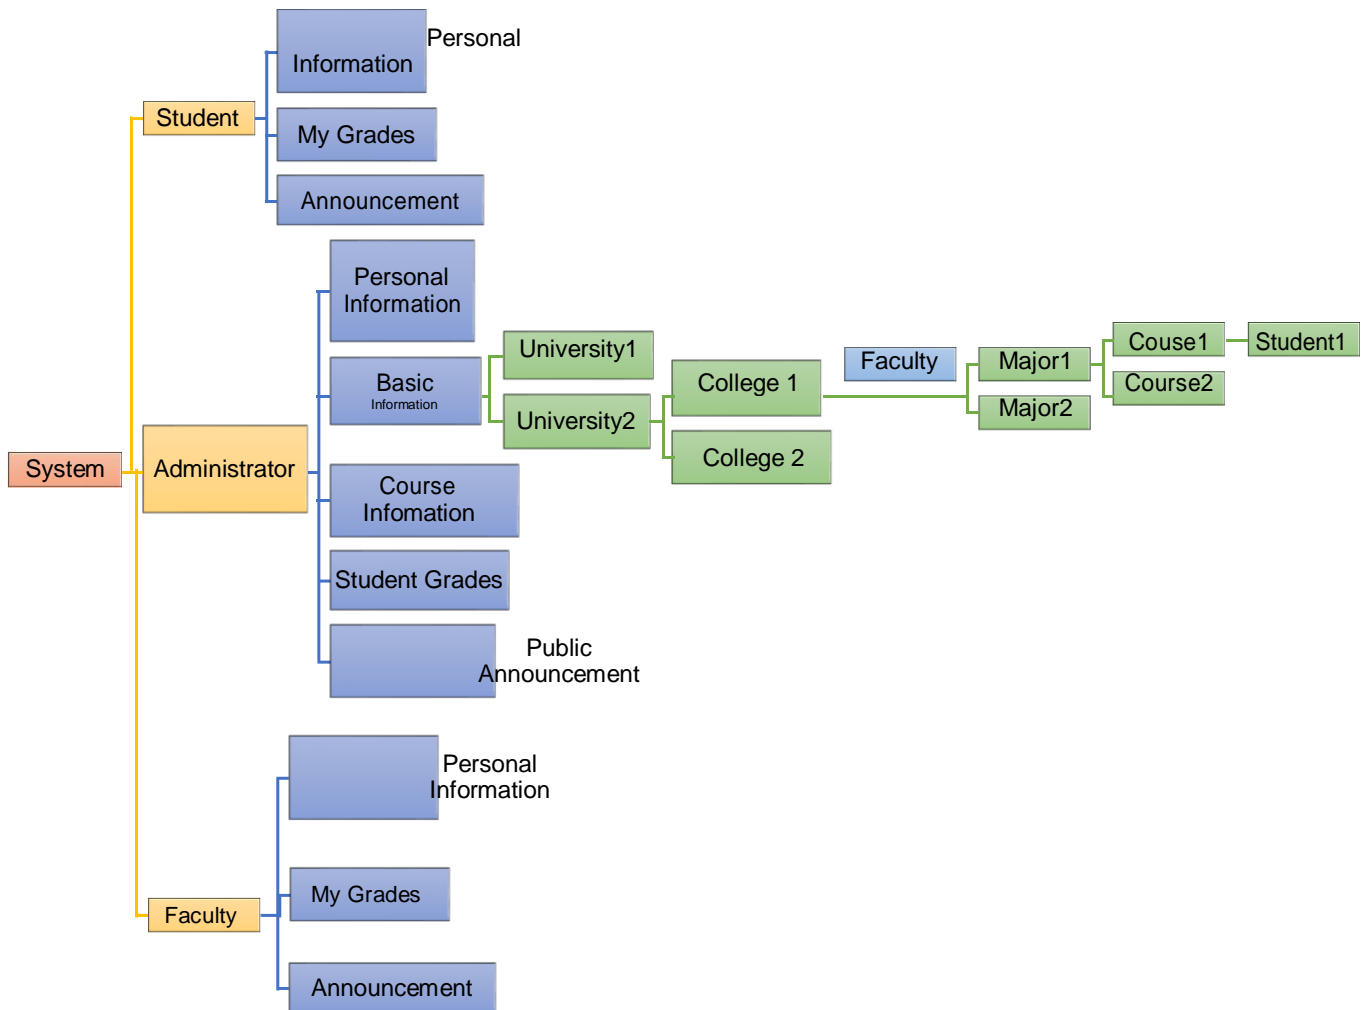 Personal
Information
Student
My Grades
Announcement
Personal
Information
University1
Faculty
Couse1
Student1
Major1
College 1
Basic
Information
Course2
University2
Major2
College 2
System
Administrator
Course
Infomation
Student Grades
Public
Announcement
Personal
Information
My Grades
Faculty
Announcement